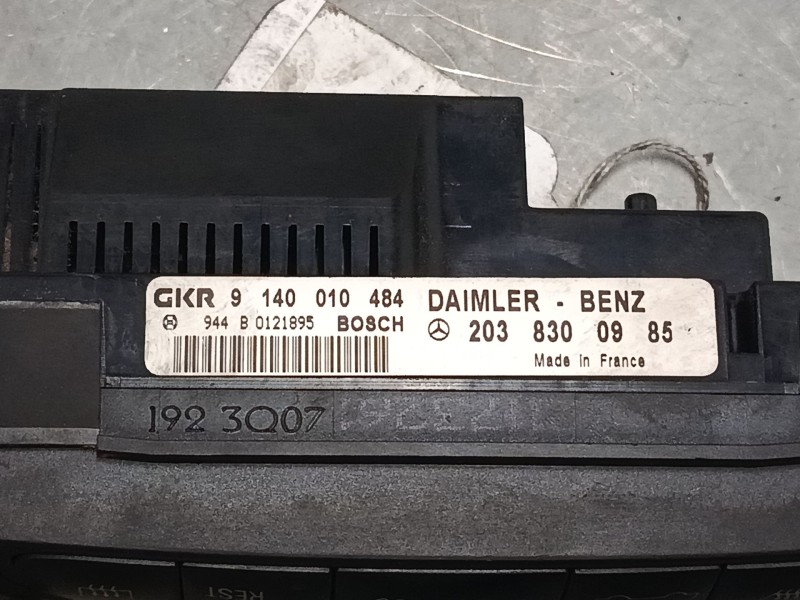 GKR 9 140 010 484 DAIMLER - BENZ
944 B 0121895 BOSCH 203 830 09 85
Made in France
192 3Q07
REST